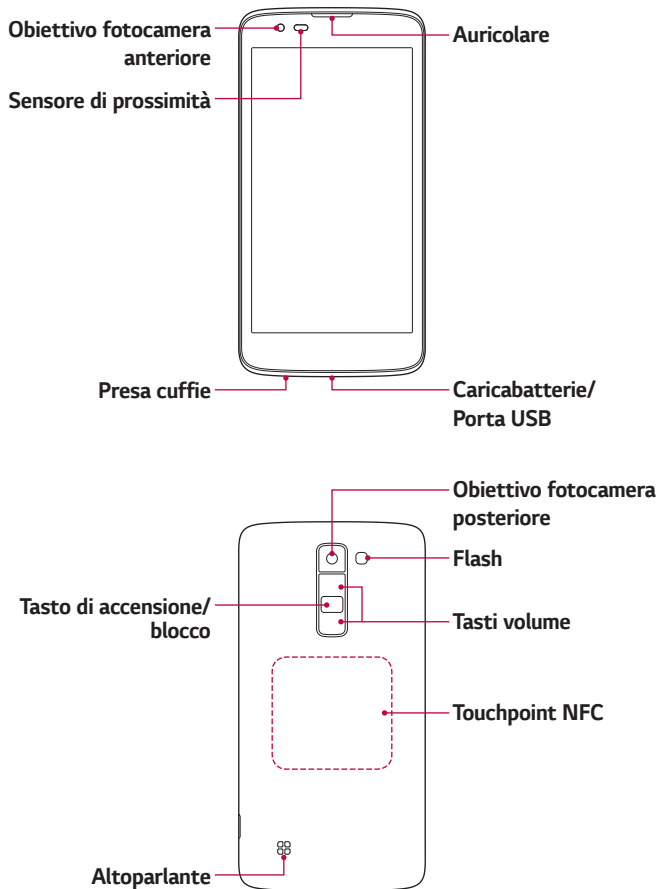 Obiettivo fotocamera
anteriore
Auricolare
Sensore di prossimità
Presa cuffie
Caricabatterie/
Porta USB
Obiettivo fotocamera
posteriore
Flash
Tasto di accensione/
blocco
Tasti volume
Touchpoint NFC
Altoparlante